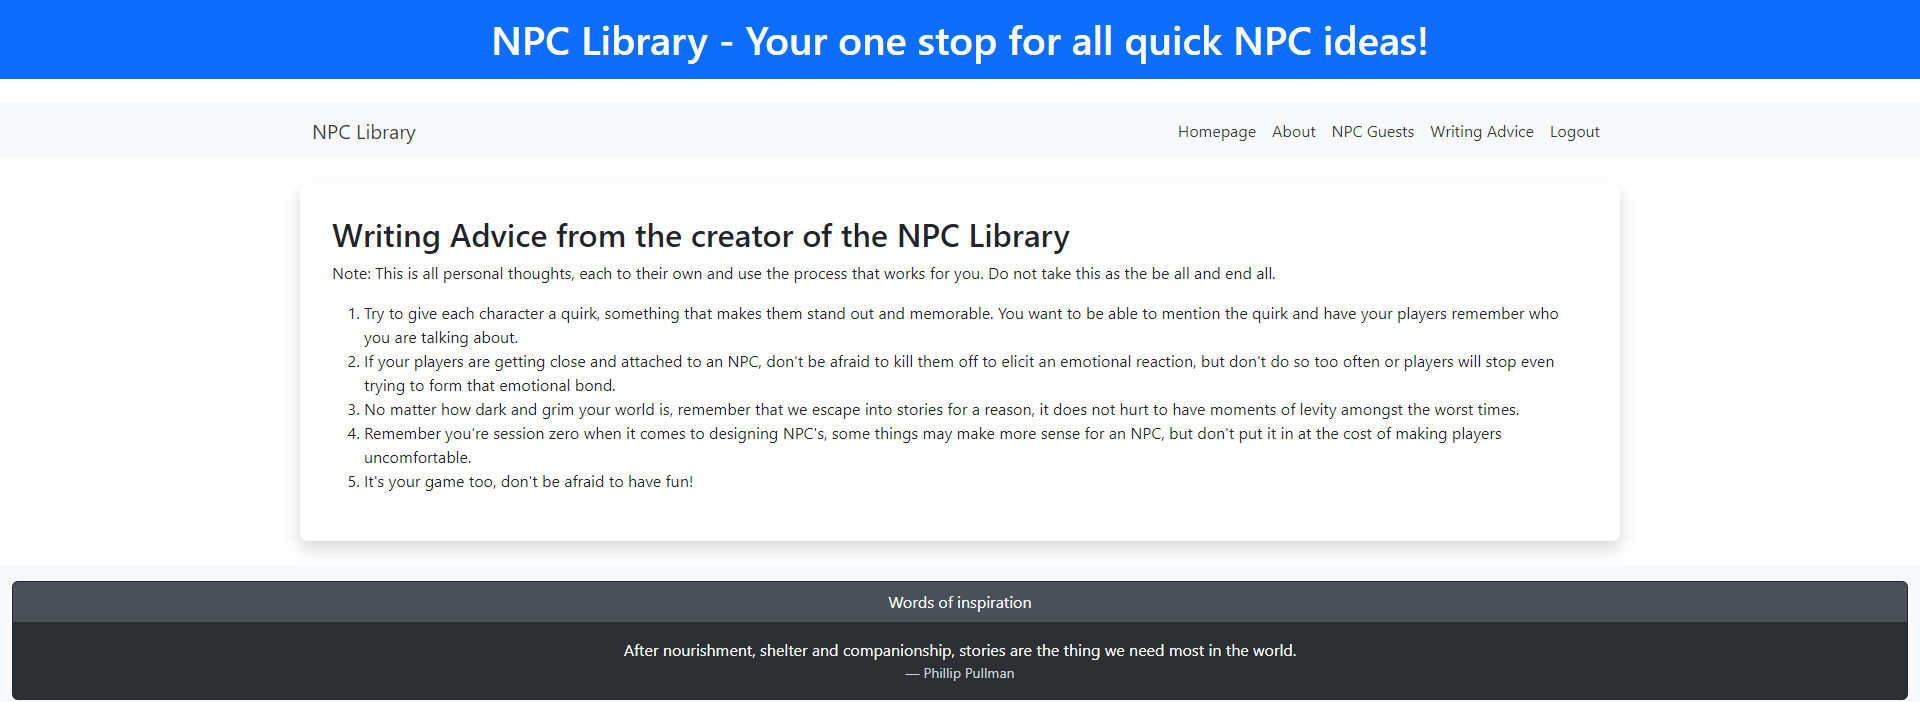 NPC Library - Your one stop for all quick NPC ideas!
NPC Library
Homepage About NPC Guests Writing Advice Logout
Writing Advice from the creator of the NPC Library
Note: This is all personal thoughts, each to their own and use the process that works for you. Do not take this as the be all and end all.
1. Try to give each character a quirk, something that makes them stand out and memorable. You want to be able to mention the quirk and have your players remember who
you are talking about.
2. If your players are getting close and attached to an NPC, don't be afraid to kill them off to elicit an emotional reaction, but don't do so too often or players will stop even
trying to form that emotional bond.
3. No matter how dark and grim your world is, remember that we escape into stories for a reason, it does not hurt to have moments of levity amongst the worst times.
4. Remember you're session zero when it comes to designing NPC's, some things may make more sense for an NPC, but don't put it in at the cost of making players
uncomfortable.
5. It's your game too, don't be afraid to have fun!
Words of inspiration
After nourishment, shelter and companionship, stories are the thing we need most in the world.
— Phillip Pullman